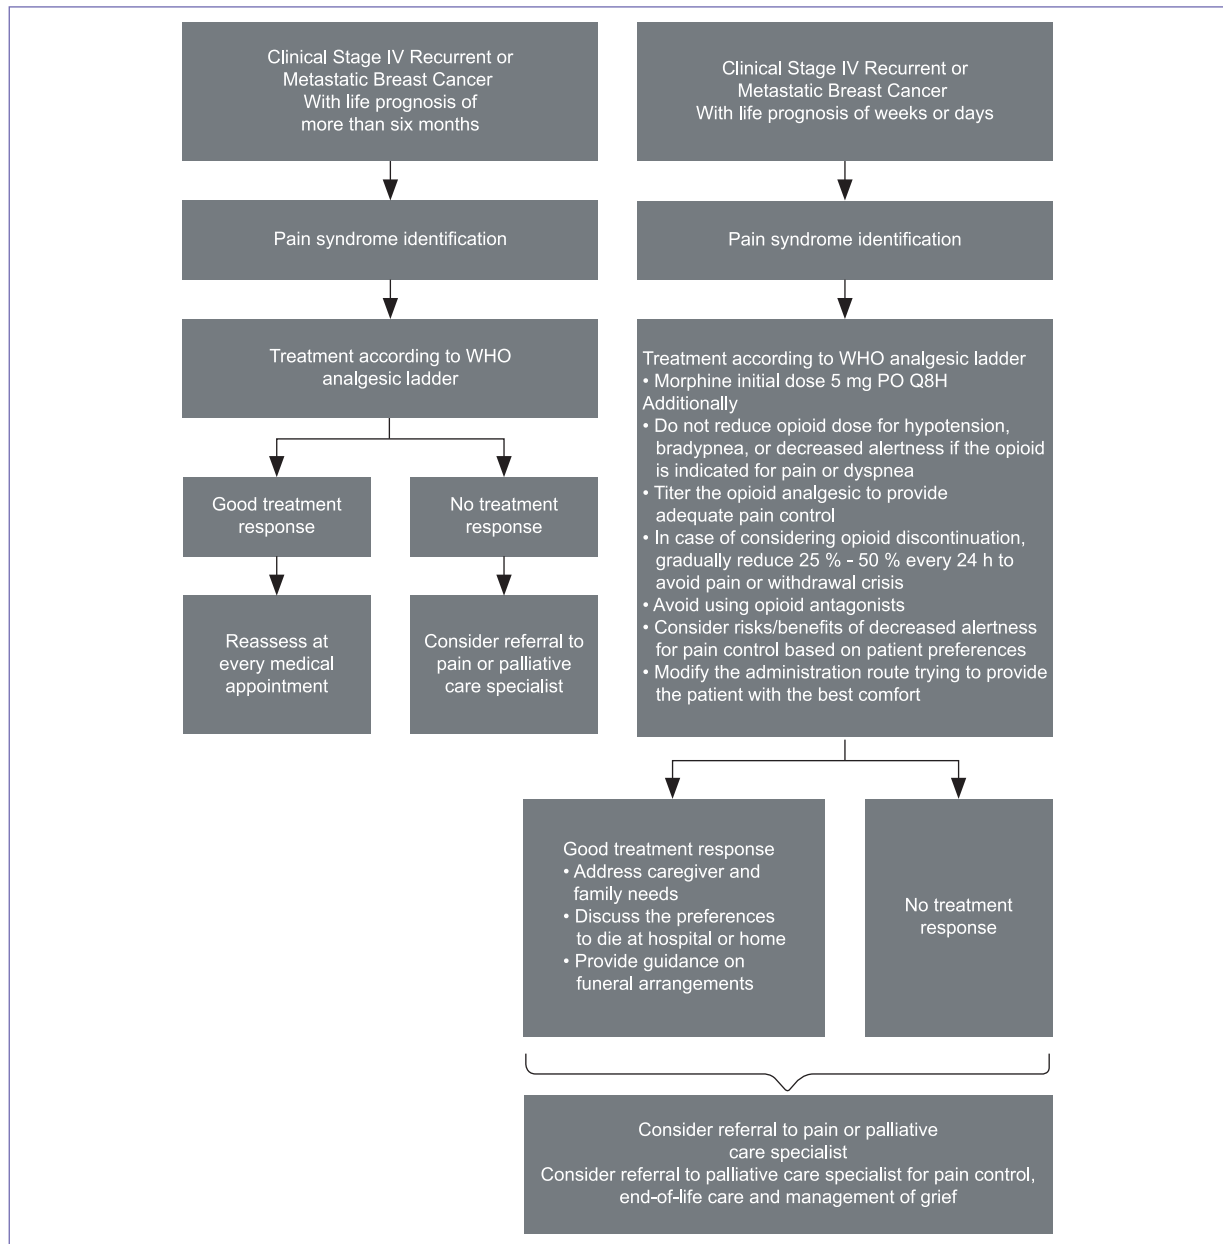 Clinical Stage IV Recurrent or
Metastatic Breast Cancer
With life prognosis of
more than six months
Pain syndrome identification
Treatment according to WHO
analgesic ladder
Good treatment
response
No treatment
response
Reassess at
every medical
appointment
Consider referral to
pain or palliative
care specialist
Clinical Stage IV Recurrent or
Metastatic Breast Cancer
With life prognosis of weeks or days
Pain syndrome identification
Treatment according to WHO analgesic ladder
• Morphine initial dose 5 mg PO Q8H
Additionally
• Do not reduce opioid dose for hypotension,
bradypnea, or decreased alertness if the opioid
is indicated for pain or dyspnea
• Titer the opioid analgesic to provide
adequate pain control
• In case of considering opioid discontinuation,
gradually reduce 25 % - 50 % every 24 h to
avoid pain or withdrawal crisis
• Avoid using opioid antagonists
• Consider risks/benefits of decreased alertness
for pain control based on patient preferences
• Modify the administration route trying to provide
the patient with the best comfort
Good treatment response
• Address caregiver and
family needs
• Discuss the preferences
to die at hospital or home
• Provide guidance on
funeral arrangements
No treatment
response
Consider referral to pain or palliative
care specialist
Consider referral to palliative care specialist for pain control,
end-of-life care and management of grief